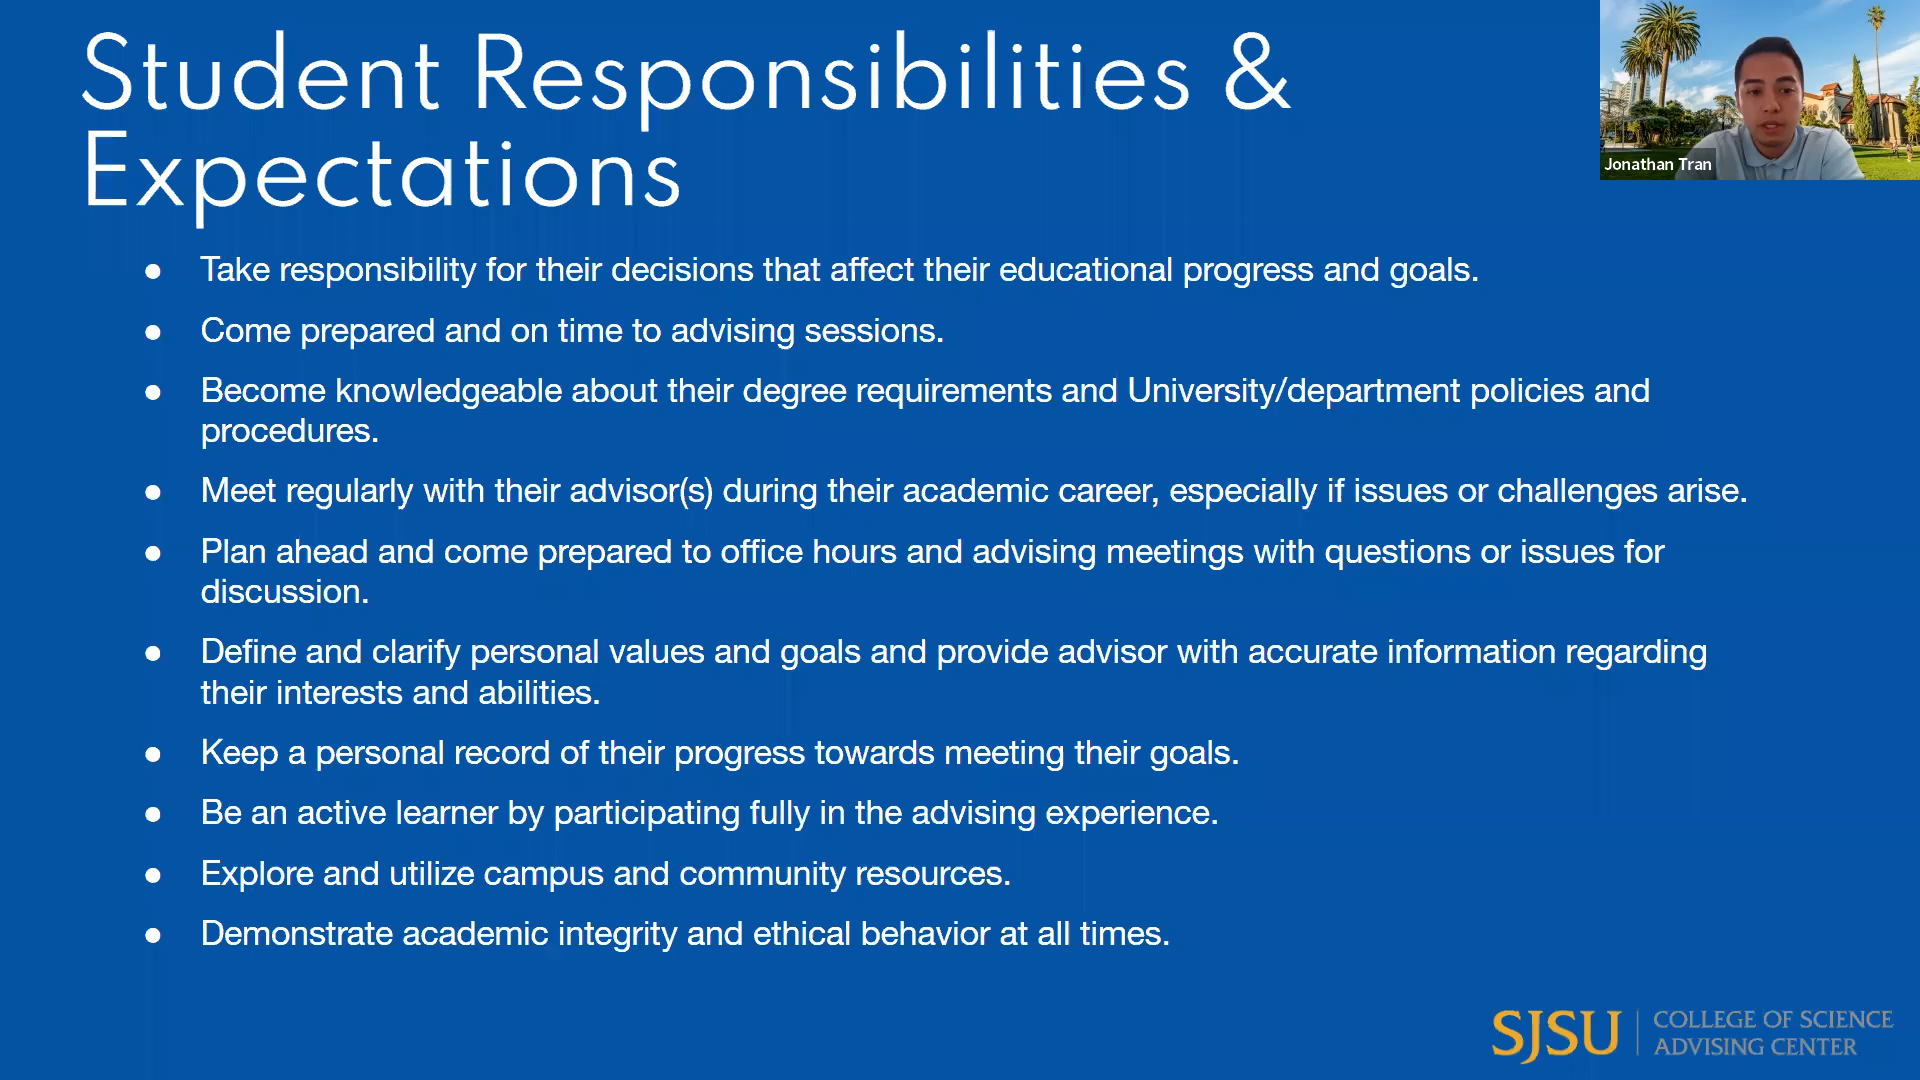 Student Responsibilities &
Expectations
Jonathan Tran
● Take responsibility for their decisions that affect their educational progress and goals.
● Come prepared and on time to advising sessions.
● Become knowledgeable about their degree requirements and University/department policies and
procedures.
● Meet regularly with their advisor(s) during their academic career, especially if issues or challenges arise.
● Plan ahead and come prepared to office hours and advising meetings with questions or issues for
discussion.
● Define and clarify personal values and goals and provide advisor with accurate information regarding
their interests and abilities.
● Keep a personal record of their progress towards meeting their goals.
● Be an active learner by participating fully in the advising experience.
● Explore and utilize campus and community resources.
● Demonstrate academic integrity and ethical behavior at all times.
SJSU
COLLEGE OF SCIENCE
ADVISING CENTER